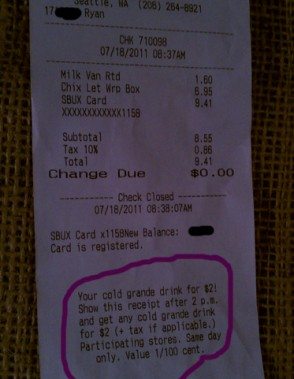 Seattle, WA (206) 264-8921
17 Ryan
CHK 710098
07/18/2011 08:37AM
Milk Van Rtd 1.60
Chix Let Wrp Box 6.95
SBUX Card 9.41
XXXXXXXXXXXX1159
Subtotal 8.55
Tax 10% 0.86
Total 9.41
Change Due $0.00
Check Closed
07/18/2011 08:38:07AM
SBUX Card x1159New Balance:
Card is registered.
Your cold grande drink for $2!
Show this receipt after 2 p.m.
and get any cold grande drink
for $2 (+ tax if applicable.)
Participating stores. Same day
only. Value 1/100 cent.